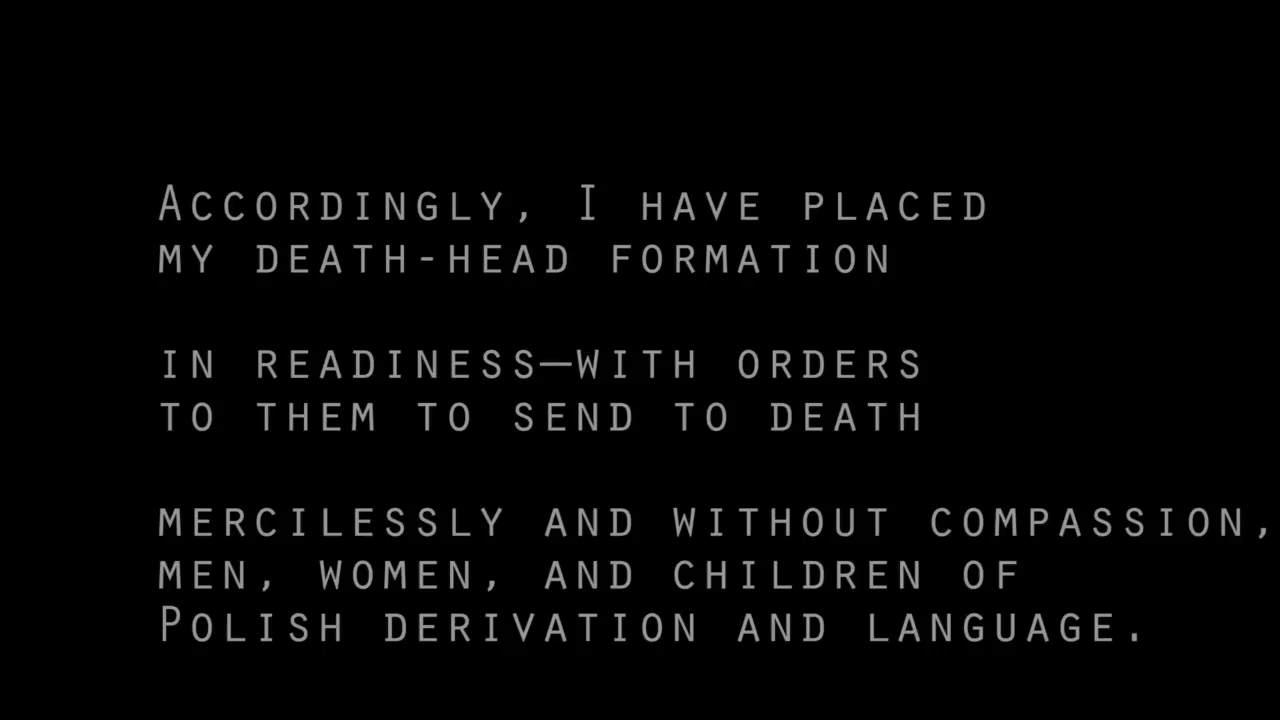 Accordingly, I have placed
my death-head formation
in readiness—with orders
to them to send to death
mercilessly and without compassion,
men, women, and children of
Polish derivation and language.